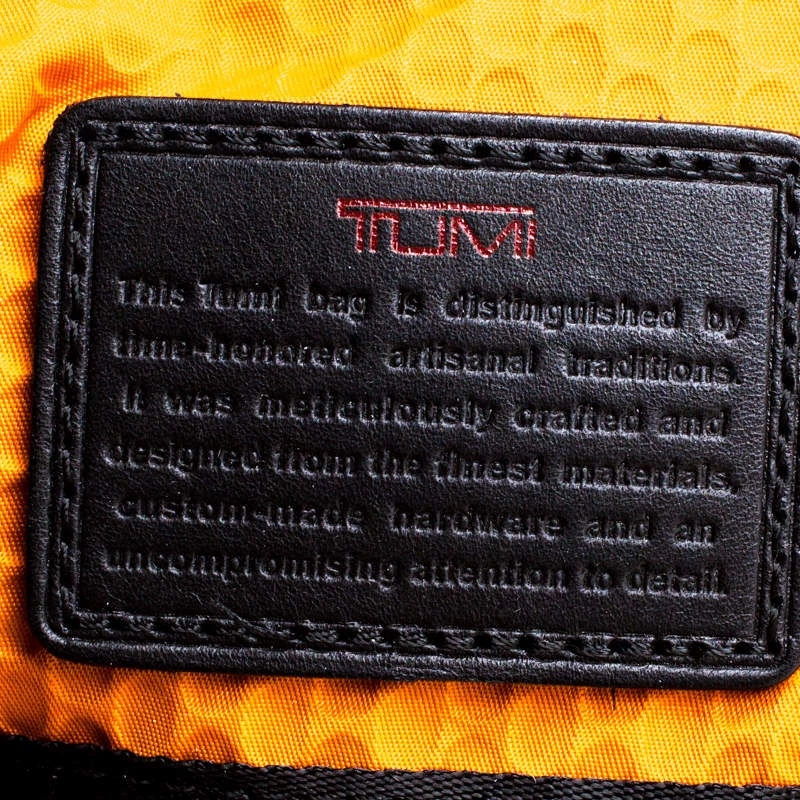 TUMI
This Tumi bag is distinguished by
time-honored artisanal traditions.
It was meticulously crafted and
designed from the finest materials,
custom-made hardware and an
uncompromising attention to detail.